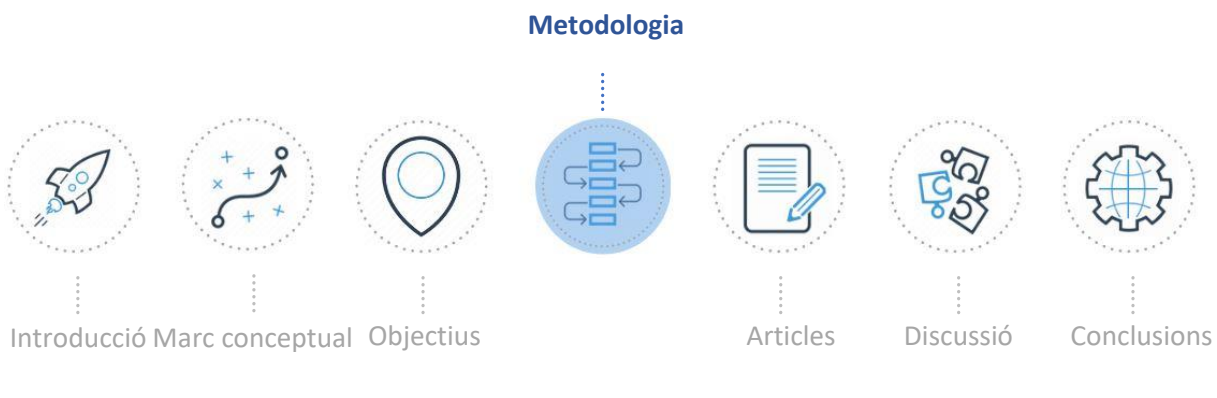 Metodologia
Introducció Marc conceptual Objectius Articles Discussió Conclusions